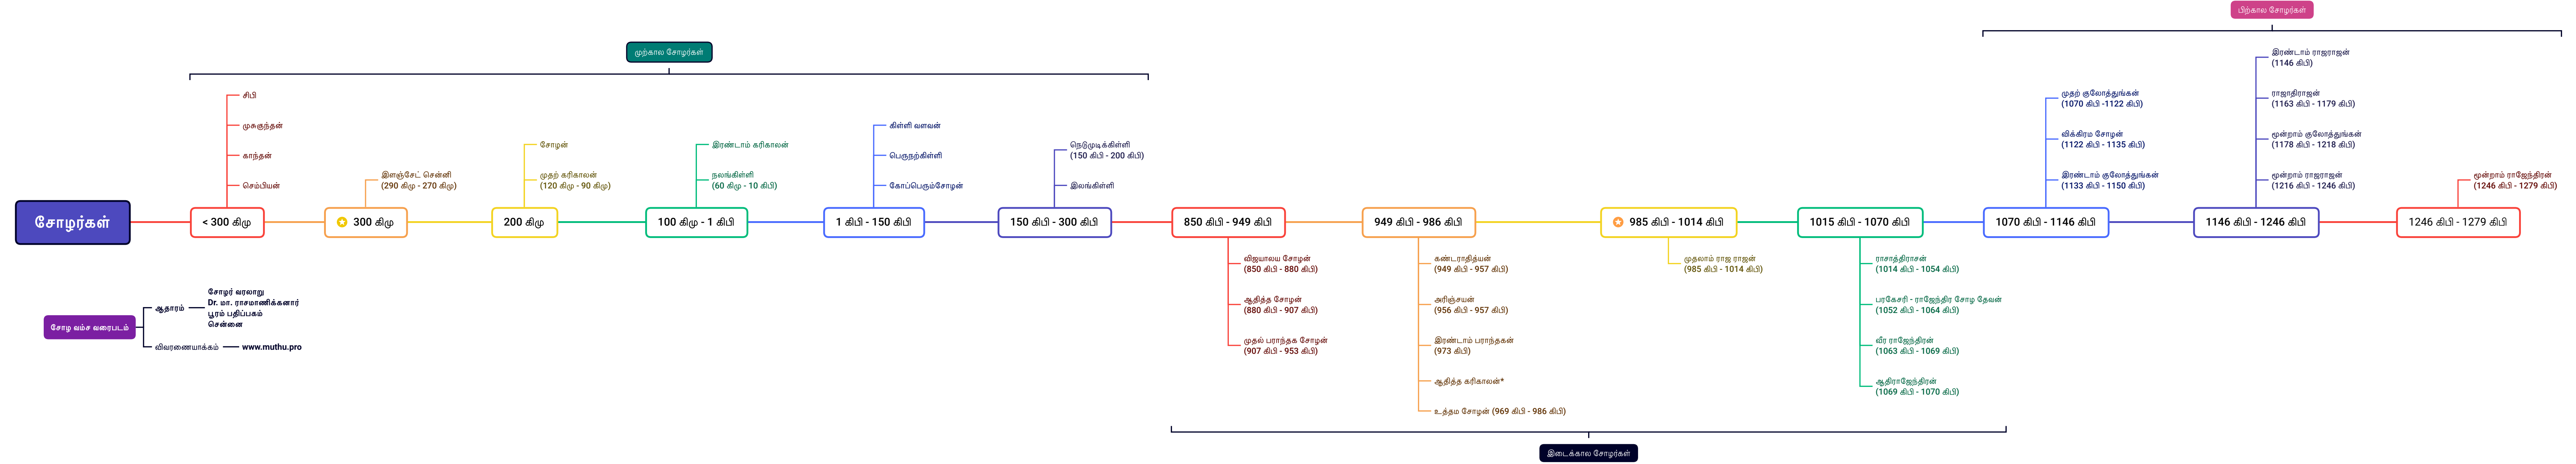 பிற்கால சோழர்கள்
முற்கால சோழர்கள்
சோழர்கள்
< 300 கிமு
சிபி
முசுகுந்தன்
காந்தன்
செம்பியன்
300 கிமு
இளஞ்சேட் சென்னி
(290 கிமு - 270 கிமு)
200 கிமு
சோழன்
முதற் கரிகாலன்
(120 கிமு - 90 கிமு)
100 கிமு - 1 கிபி
இரண்டாம் கரிகாலன்
நலங்கிள்ளி
(60 கிமு - 10 கிபி)
1 கிபி - 150 கிபி
கிள்ளி வளவன்
பெருநற்கிள்ளி
கோப்பெரும்சோழன்
150 கிபி - 300 கிபி
நெடுமுடிக்கிள்ளி
(150 கிபி - 200 கிபி)
இலங்கிள்ளி
850 கிபி - 949 கிபி
விஜயாலய சோழன்
(850 கிபி - 880 கிபி)
ஆதித்த சோழன்
(880 கிபி - 907 கிபி)
முதல் பராந்தக சோழன்
(907 கிபி - 953 கிபி)
949 கிபி - 986 கிபி
கண்டராதித்யன்
(949 கிபி - 957 கிபி)
அரிஞ்சயன்
(956 கிபி - 957 கிபி)
இரண்டாம் பராந்தகன்
(973 கிபி)
ஆதித்த கரிகாலன்*
உத்தம சோழன் (969 கிபி - 986 கிபி)
985 கிபி - 1014 கிபி
முதலாம் ராஜ ராஜன்
(985 கிபி - 1014 கிபி)
1015 கிபி - 1070 கிபி
ராசாத்திராசன்
(1014 கிபி - 1054 கிபி)
பரகேசரி - ராஜேந்திர சோழ தேவன்
(1052 கிபி - 1064 கிபி)
வீர ராஜேந்திரன்
(1063 கிபி - 1069 கிபி)
ஆதிராஜேந்திரன்
(1069 கிபி - 1070 கிபி)
1070 கிபி - 1146 கிபி
முதற் குலோத்துங்கன்
(1070 கிபி -1122 கிபி)
விக்கிரம சோழன்
(1122 கிபி - 1135 கிபி)
இரண்டாம் குலோத்துங்கன்
(1133 கிபி - 1150 கிபி)
1146 கிபி - 1246 கிபி
இரண்டாம் ராஜராஜன்
(1146 கிபி)
ராஜாதிராஜன்
(1163 கிபி - 1179 கிபி)
மூன்றாம் குலோத்துங்கன்
(1178 கிபி - 1218 கிபி)
மூன்றாம் ராஜராஜன்
(1216 கிபி - 1246 கிபி)
1246 கிபி - 1279 கிபி
மூன்றாம் ராஜேந்திரன்
(1246 கிபி - 1279 கிபி)
இடைக்கால சோழர்கள்
சோழ வம்ச வரைபடம்
ஆதாரம்
சோழர் வரலாறு
Dr. மா. ராசமாணிக்கனார்
பூரம் பதிப்பகம்
சென்னை
விவரணையாக்கம்
www.muthu.pro